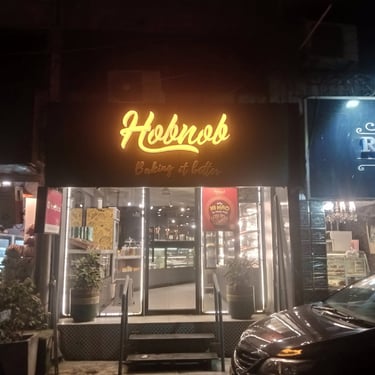 Hobnob
Baking it better
R